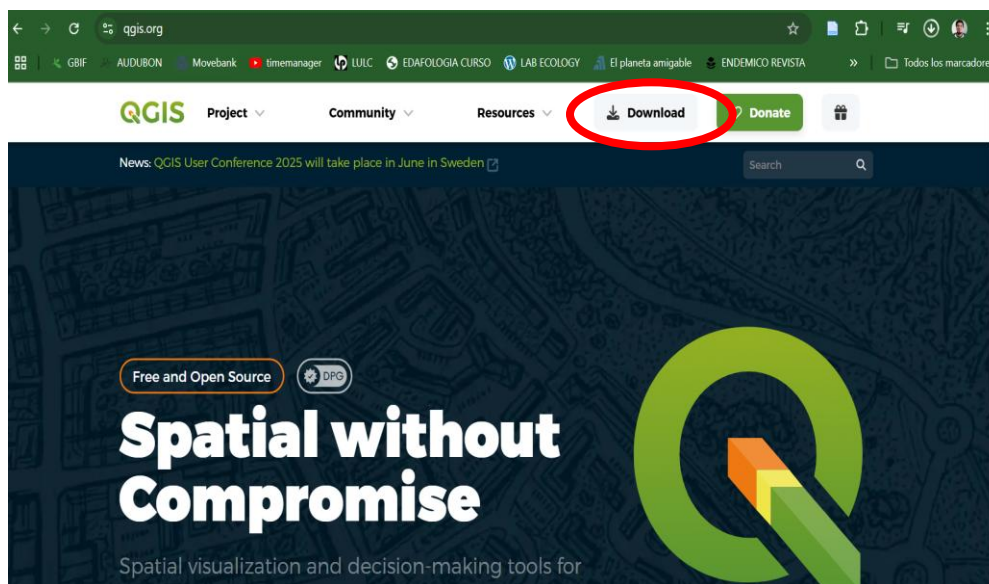 qgis.org
GBIF AUDUBON Movebank timemanager LULC EDAFOLOGIA CURSO LAB ECOLOGY El planeta amigable ENDEMICO REVISTA » Todos los marcadore
QGIS Project Community Resources Download Donate
News: QGIS User Conference 2025 will take place in June in Sweden Search
Free and Open Source DPG
Spatial without
Compromise
Spatial visualization and decision-making tools for